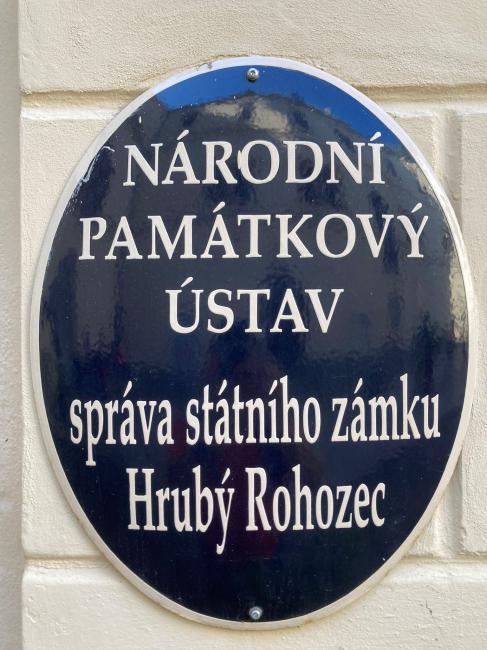 NÁRODNÍ
PAMÁTKOVÝ
ÚSTAV
správa státního zámku
Hrubý Rohozec